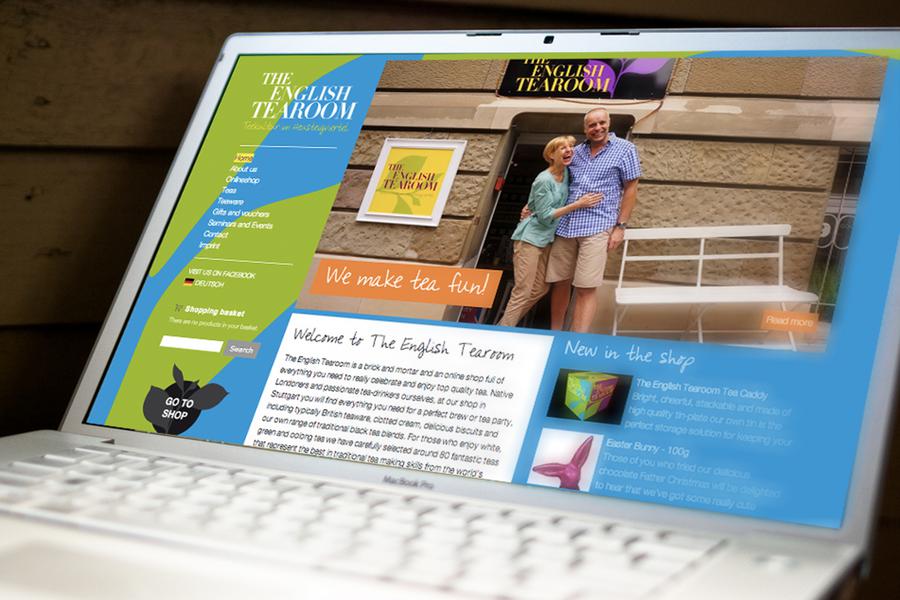 THE
ENGLISH
TEAROOM
Teekultur im Heusteigviertel
Home
About us
Onlineshop
Teas
Teaware
Gifts and vouchers
Seminars and Events
Contact
Imprint
VISIT US ON FACEBOOK
DEUTSCH
Shopping basket
There are no products in your basket
Search
GO TO
SHOP
THE
ENGLISH
TEAROOM
THE
ENGLISH
TEAROOM
We make tea fun!
Read more
Welcome to The English Tearoom
The English Tearoom is a brick and mortar and an online shop full of
everything you need to really celebrate and enjoy top quality tea. Native
Londoners and passionate tea-drinkers ourselves, at our shop in
Stuttgart you will find everything you need for a perfect brew or tea party,
including typically British teaware, clotted cream, delicious biscuits and
our own range of traditional black tea blends. For those who enjoy white,
green and oolong tea we have carefully selected around 80 fantastic teas
that represent the best in traditional tea making skills from the world's
New in the shop
The English Tearoom Tea Caddy
Bright, cheerful, stackable and made of
high quality tin-plate our own tin is the
perfect storage solution for keeping your
Easter Bunny - 100g
Those of you who tried our delicious
chocolate Father Christmas will be delighted
to hear that we've got some really cute
MacBook Pro